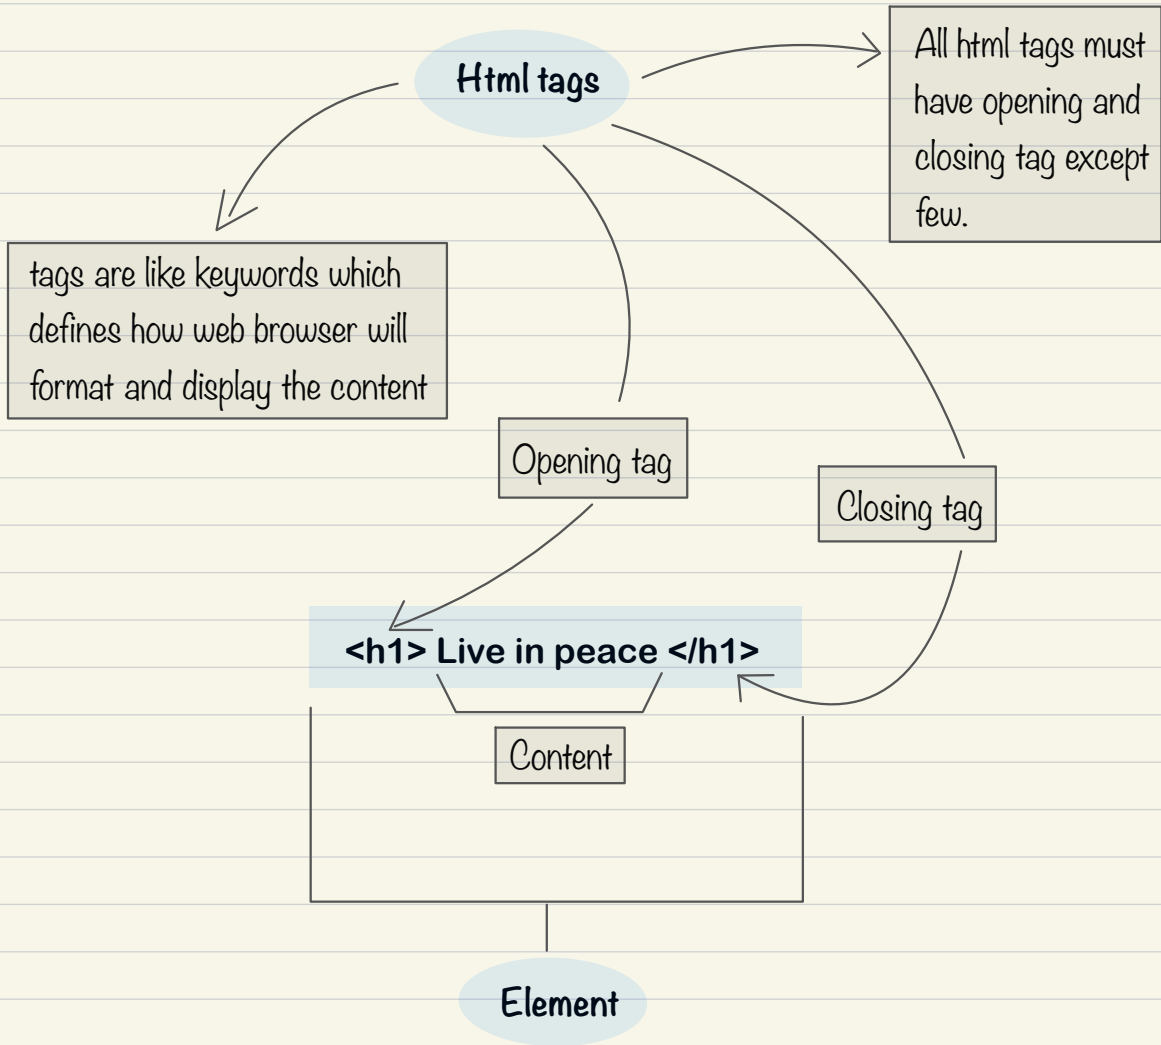 Html tags
All html tags must
have opening and
closing tag except
few.
tags are like keywords which
defines how web browser will
format and display the content
Opening tag
Closing tag
<h1> Live in peace </h1>
Content
Element